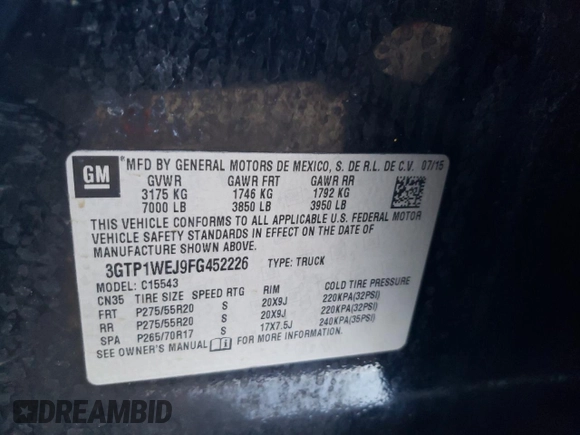 GM
MFD BY GENERAL MOTORS DE MEXICO, S. DE R.L. DE C.V. 07/15
GVWR GAWR FRT GAWR RR
3175 KG 1746 KG 1792 KG
7000 LB 3850 LB 3950 LB
THIS VEHICLE CONFORMS TO ALL APPLICABLE U.S. FEDERAL MOTOR
VEHICLE SAFETY STANDARDS IN EFFECT ON THE DATE OF
MANUFACTURE SHOWN ABOVE.
3GTP1WEJ9FG452226 TYPE: TRUCK
MODEL: C15543
CN35 TIRE SIZE SPEED RTG RIM COLD TIRE PRESSURE
FRT P275/55R20 S 20X9J 220KPA(32PSI)
RR P275/55R20 S 20X9J 220KPA(32PSI)
SPA P265/70R17 S 17X7.5J 240KPA(35PSI)
SEE OWNER'S MANUAL FOR MORE INFORMATION.
DREAMBID